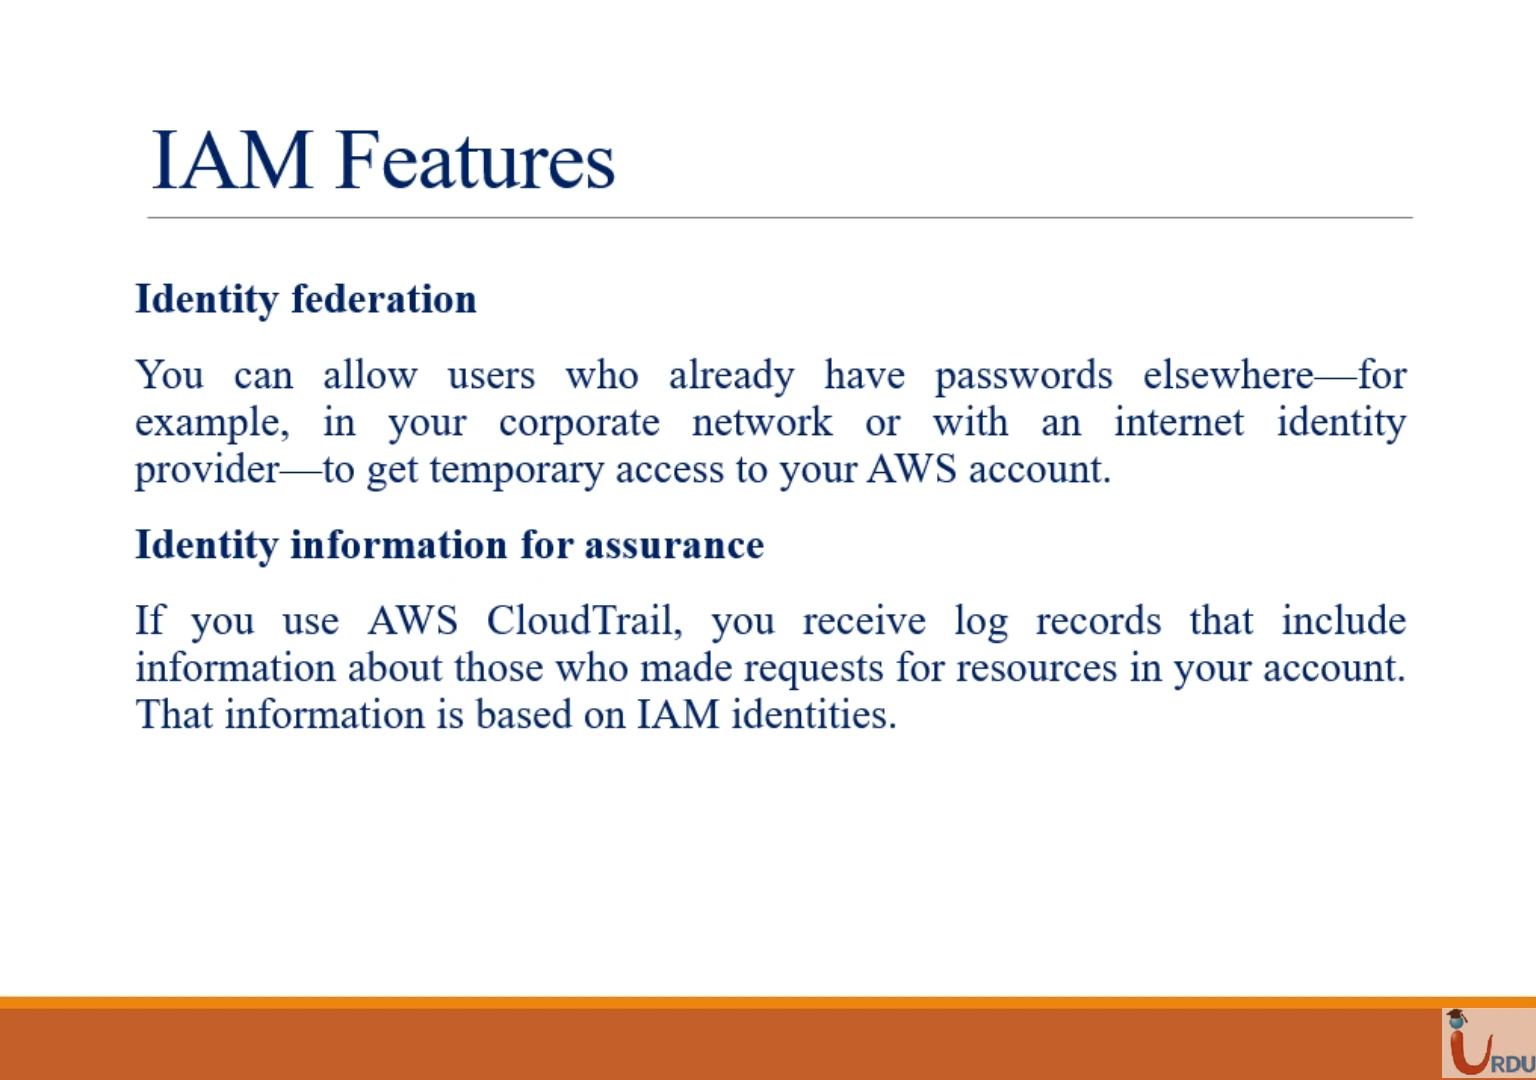 IAM Features
Identity federation
You can allow users who already have passwords elsewhere—for
example, in your corporate network or with an internet identity
provider—to get temporary access to your AWS account.
Identity information for assurance
If you use AWS CloudTrail, you receive log records that include
information about those who made requests for resources in your account.
That information is based on IAM identities.
iURDU